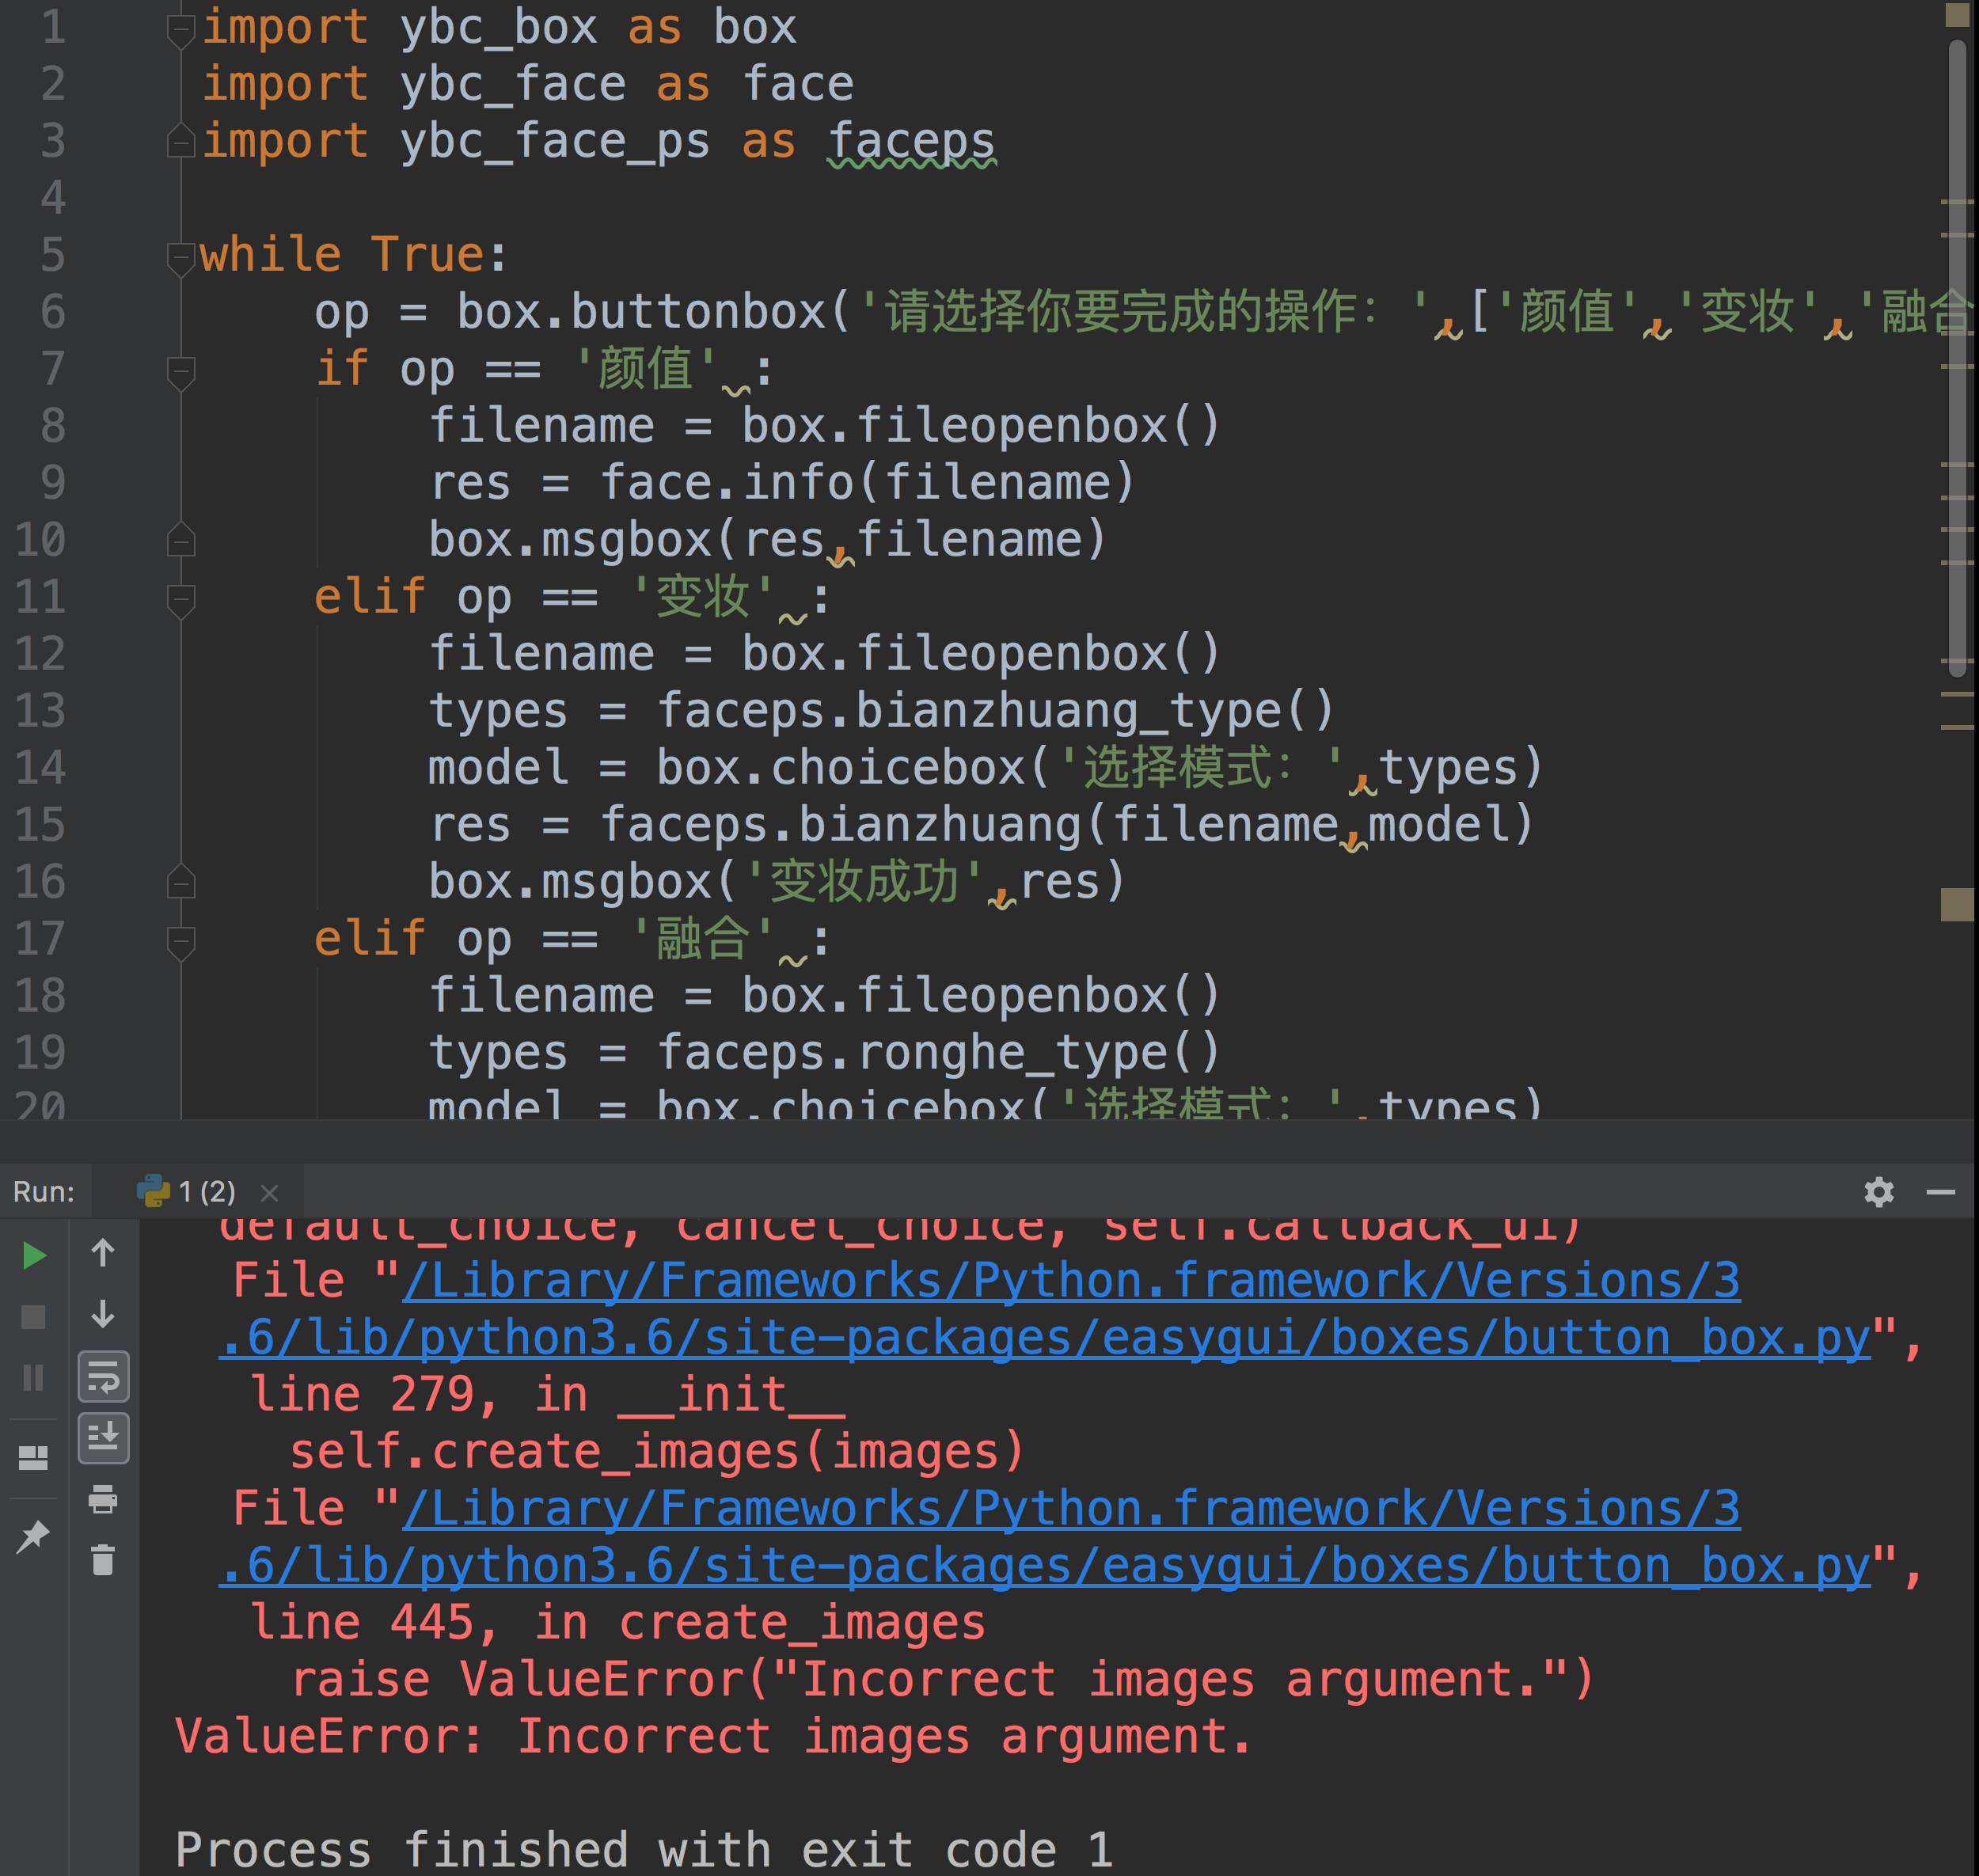 1 import ybc_box as box
2 import ybc_face as face
3 import ybc_face_ps as faceps
4
5 while True:
6 op = box.buttonbox('请选择你要完成的操作：',['颜值','变妆','融合
7 if op == '颜值' :
8 filename = box.fileopenbox()
9 res = face.info(filename)
10 box.msgbox(res,filename)
11 elif op == '变妆' :
12 filename = box.fileopenbox()
13 types = faceps.bianzhuang_type()
14 model = box.choicebox('选择模式：',types)
15 res = faceps.bianzhuang(filename,model)
16 box.msgbox('变妆成功',res)
17 elif op == '融合' :
18 filename = box.fileopenbox()
19 types = faceps.ronghe_type()
20 model = box.choicebox('选择模式：',types)
Run: 1 (2)
default_choice, cancel_choice, self.callback_ui)
File "/Library/Frameworks/Python.framework/Versions/3
.6/lib/python3.6/site-packages/easygui/boxes/button_box.py",
line 279, in __init__
self.create_images(images)
File "/Library/Frameworks/Python.framework/Versions/3
.6/lib/python3.6/site-packages/easygui/boxes/button_box.py",
line 445, in create_images
raise ValueError("Incorrect images argument.")
ValueError: Incorrect images argument.
Process finished with exit code 1